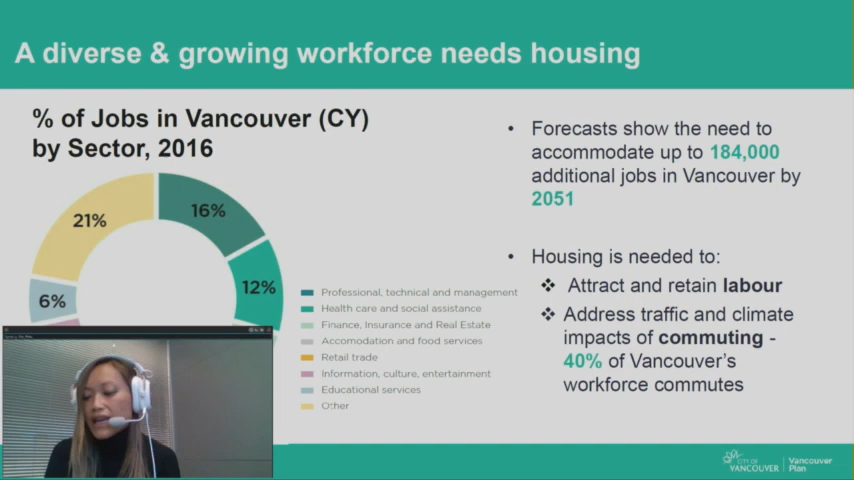 A diverse & growing workforce needs housing
% of Jobs in Vancouver (CY)
by Sector, 2016
21%
16%
12%
6%
Professional, technical and management
Health care and social assistance
Finance, Insurance and Real Estate
Accomodation and food services
Retail trade
Information, culture, entertainment
Educational services
Other
• Forecasts show the need to
accommodate up to 184,000
additional jobs in Vancouver by
2051
• Housing is needed to:
❖ Attract and retain labour
❖ Address traffic and climate
impacts of commuting -
40% of Vancouver's
workforce commutes
CITY OF
VANCOUVER
Vancouver
Plan